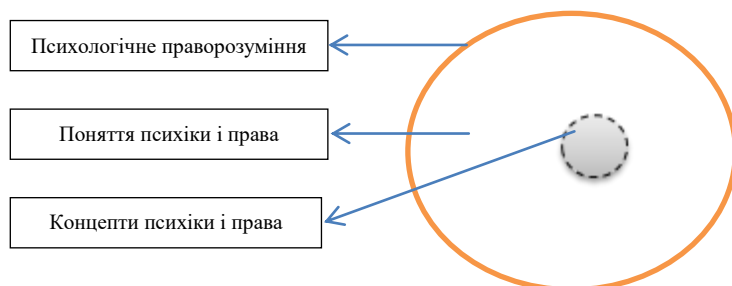 Психологічне праворозуміння
Поняття психіки і права
Концепти психіки і права